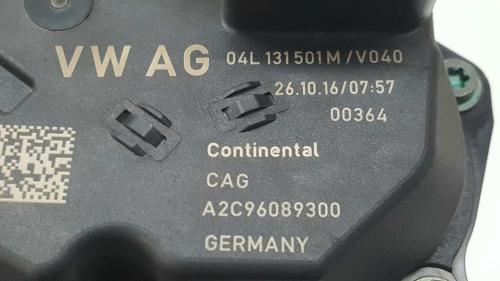 VW AG 04L 131501M/V040
26.10.16/07:57
00364
Continental
CAG
A2C96089300
GERMANY